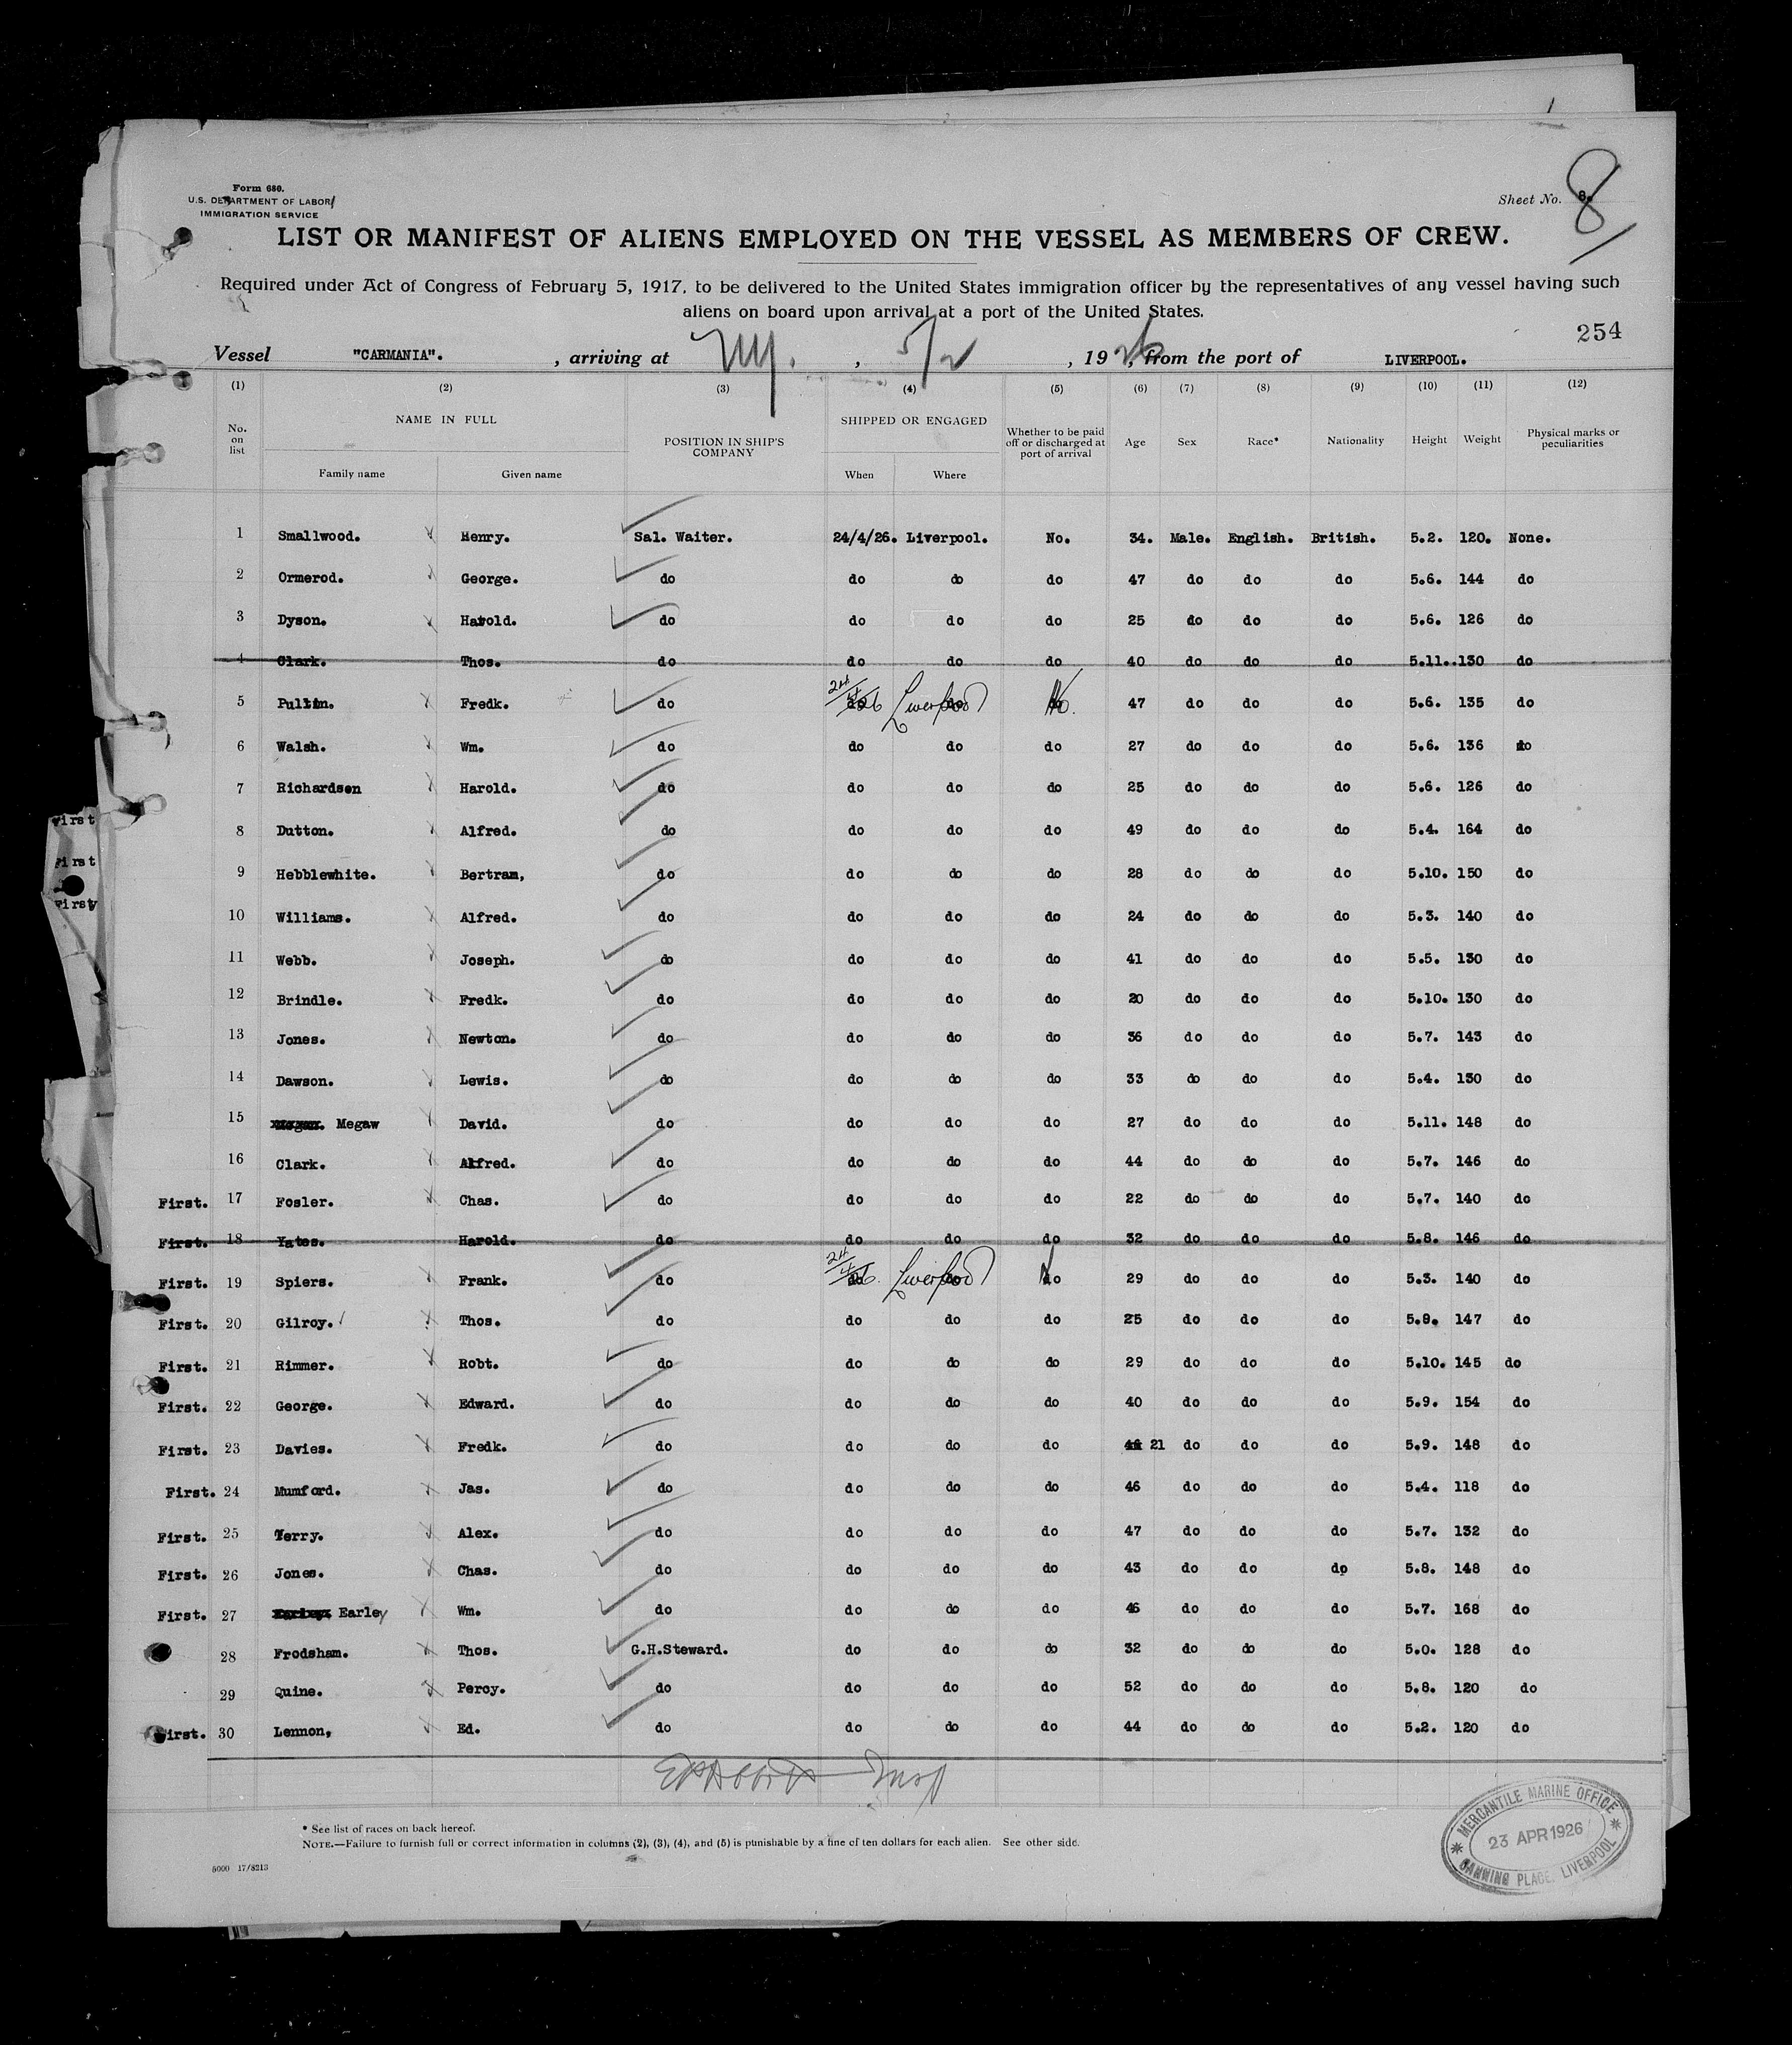 Form 680.
U.S. DEPARTMENT OF LABOR
IMMIGRATION SERVICE
Sheet No. 8. 8
LIST OR MANIFEST OF ALIENS EMPLOYED ON THE VESSEL AS MEMBERS OF CREW.
Required under Act of Congress of February 5, 1917, to be delivered to the United States immigration officer by the representatives of any vessel having such
aliens on board upon arrival at a port of the United States.
254
Vessel "CARMANIA". , arriving at NY. , 5/2 , 1926, from the port of LIVERPOOL.
(1) (2) (3) (4) (5) (6) (7) (8) (9) (10) (11) (12)
No. on list NAME IN FULL Family name Given name POSITION IN SHIP'S COMPANY SHIPPED OR ENGAGED When Where Whether to be paid off or discharged at port of arrival Age Sex Race* Nationality Height Weight Physical marks or peculiarities
1 Smallwood. Henry. Sal. Waiter. 24/4/26. Liverpool. No. 34. Male. English. British. 5.2. 120. None.
2 Ormerod. George. do do do do 47 do do do 5.6. 144 do
3 Dyson. Harold. do do do do 25 do do do 5.6. 126 do
4 Clark. Thos. do do do do 40 do do do 5.11. 130 do
5 Pullin. Fredk. do 24/4/26 Liverpool No. 47 do do do 5.6. 135 do
6 Walsh. Wm. do do do do 27 do do do 5.6. 136 do
7 Richardson Harold. do do do do 25 do do do 5.6. 126 do
8 Dutton. Alfred. do do do do 49 do do do 5.4. 164 do
9 Hebblewhite. Bertram, do do do do 28 do do do 5.10. 150 do
10 Williams. Alfred. do do do do 24 do do do 5.3. 140 do
11 Webb. Joseph. do do do do 41 do do do 5.5. 130 do
12 Brindle. Fredk. do do do do 20 do do do 5.10. 130 do
13 Jones. Newton. do do do do 36 do do do 5.7. 143 do
14 Dawson. Lewis. do do do do 33 do do do 5.4. 130 do
15 Megaw David. do do do do 27 do do do 5.11. 148 do
16 Clark. Alfred. do do do do 44 do do do 5.7. 146 do
First. 17 Fosler. Chas. do do do do 22 do do do 5.7. 140 do
First. 18 Yates. Harold. do do do do 32 do do do 5.8. 146 do
First. 19 Spiers. Frank. do 24/4/26. Liverpool do 29 do do do 5.3. 140 do
First. 20 Gilroy. Thos. do do do do 25 do do do 5.8. 147 do
First. 21 Rimmer. Robt. do do do do 29 do do do 5.10. 145 do
First. 22 George. Edward. do do do do 40 do do do 5.9. 154 do
First. 23 Davies. Fredk. do do do do 21 do do do 5.9. 148 do
First. 24 Mumford. Jas. do do do do 46 do do do 5.4. 118 do
First. 25 Terry. Alex. do do do do 47 do do do 5.7. 132 do
First. 26 Jones. Chas. do do do do 43 do do do 5.8. 148 do
First. 27 Earley Wm. do do do do 46 do do do 5.7. 168 do
28 Frodsham. Thos. G.H.Steward. do do do 32 do do do 5.0. 128 do
29 Quine. Percy. do do do do 52 do do do 5.8. 120 do
First. 30 Lennon, Ed. do do do do 44 do do do 5.2. 120 do
First
First
First
Insp
* See list of races on back hereof.
NOTE.—Failure to furnish full or correct information in columns (2), (3), (4), and (5) is punishable by a fine of ten dollars for each alien. See other side.
5000 17/8213
MERCANTILE MARINE OFFICE
23 APR 1926
CANNING PLACE, LIVERPOOL